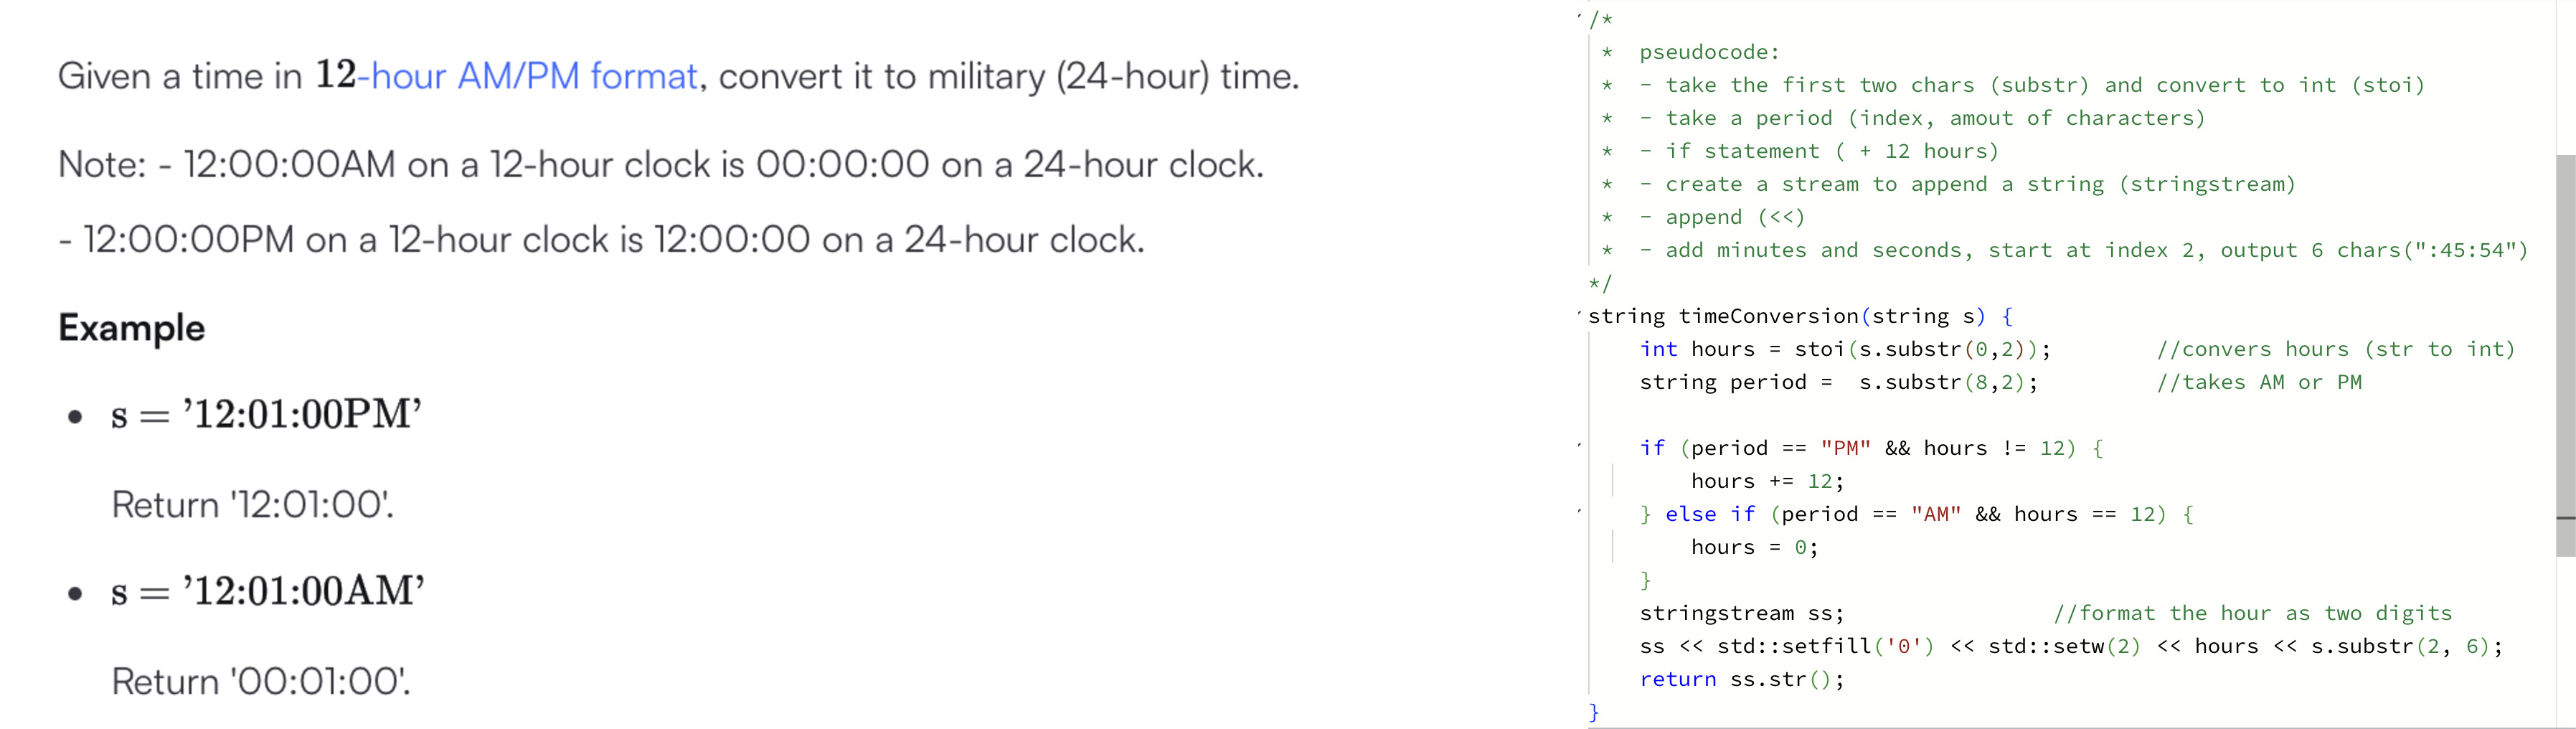 Given a time in 12-hour AM/PM format, convert it to military (24-hour) time.
Note: - 12:00:00AM on a 12-hour clock is 00:00:00 on a 24-hour clock.
- 12:00:00PM on a 12-hour clock is 12:00:00 on a 24-hour clock.
Example
• s = ’12:01:00PM’
Return '12:01:00'.
• s = ’12:01:00AM’
Return '00:01:00'.
/*
* pseudocode:
* - take the first two chars (substr) and convert to int (stoi)
* - take a period (index, amout of characters)
* - if statement ( + 12 hours)
* - create a stream to append a string (stringstream)
* - append (<<)
* - add minutes and seconds, start at index 2, output 6 chars(":45:54")
*/
string timeConversion(string s) {
    int hours = stoi(s.substr(0,2));        //convers hours (str to int)
    string period =  s.substr(8,2);         //takes AM or PM
    if (period == "PM" && hours != 12) {
        hours += 12;
    } else if (period == "AM" && hours == 12) {
        hours = 0;
    }
    stringstream ss;                //format the hour as two digits
    ss << std::setfill('0') << std::setw(2) << hours << s.substr(2, 6);
    return ss.str();
}